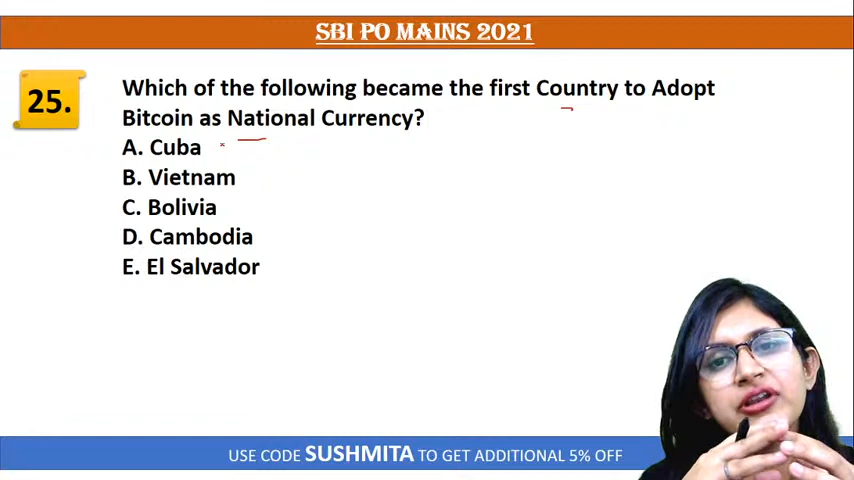 SBI PO MAINS 2021
25.
Which of the following became the first Country to Adopt
Bitcoin as National Currency?
A. Cuba
B. Vietnam
C. Bolivia
D. Cambodia
E. El Salvador
USE CODE SUSHMITA TO GET ADDITIONAL 5% OFF